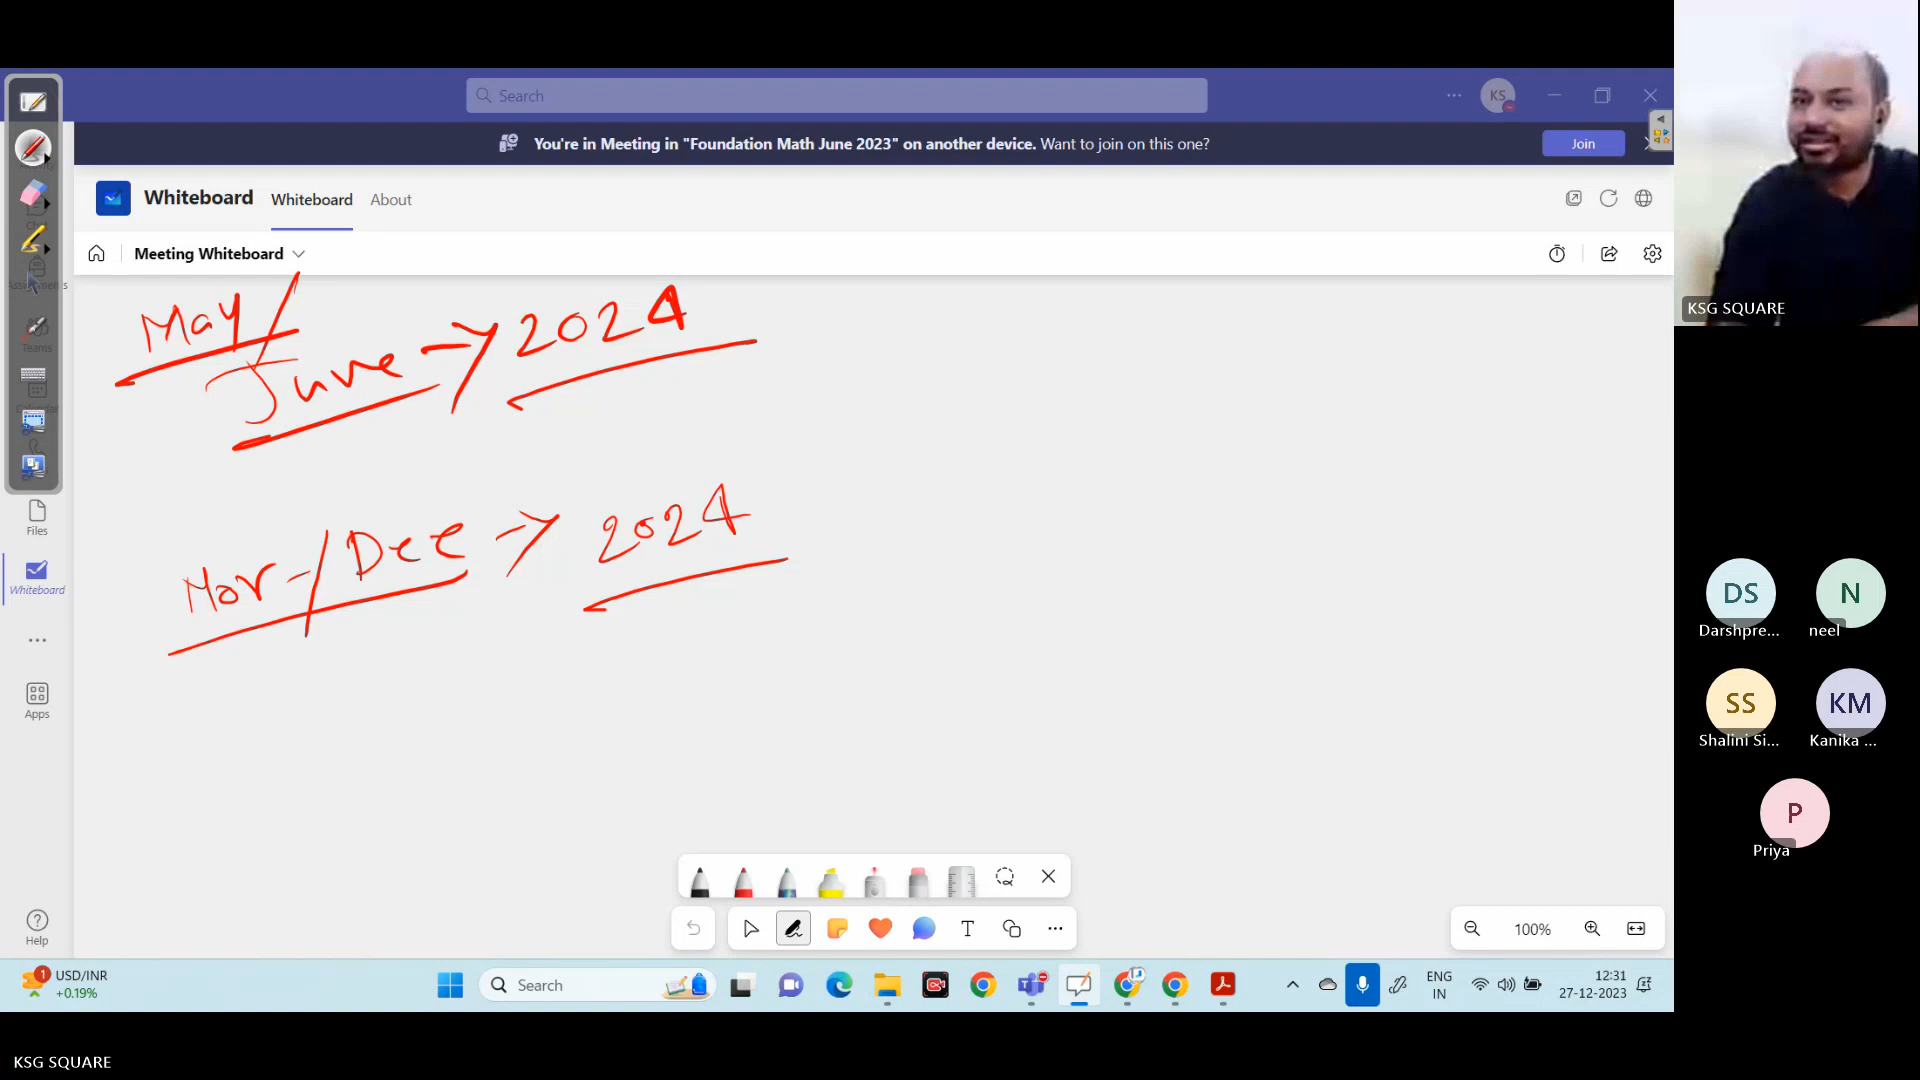 Search
KS
You're in Meeting in "Foundation Math June 2023" on another device. Want to join on this one?
Join
Whiteboard
Whiteboard
About
Meeting Whiteboard
KSG SQUARE
May/
June → 2024
Nov-/Dec → 2024
Teams
Files
Whiteboard
Apps
Help
DS
Darshpre...
N
neel
SS
Shalini Si...
KM
Kanika ...
P
Priya
100%
1
USD/INR
+0.19%
Search
ENG
IN
12:31
27-12-2023
KSG SQUARE